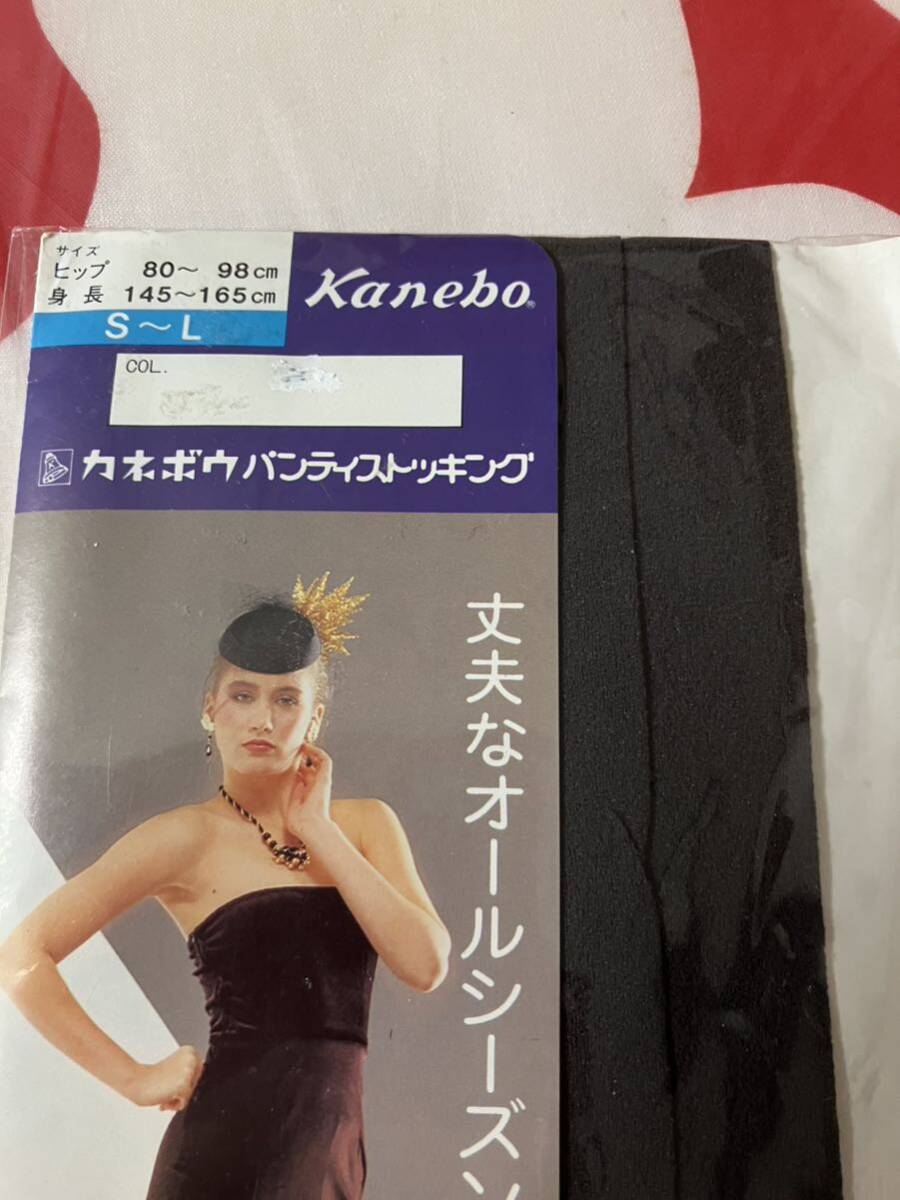 サイズ
ヒップ 80～98cm
身長 145～165cm
S～L
Kanebo®
COL.
カネボウパンティストッキング
丈夫なオールシーズン